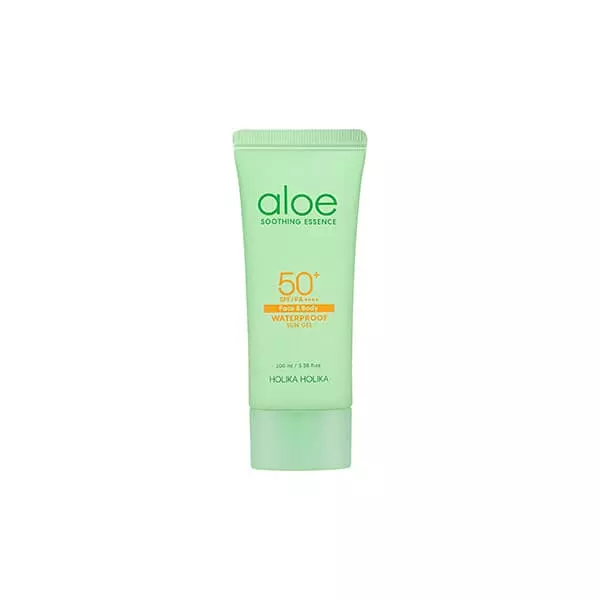 aloe
SOOTHING ESSENCE
50+
SPF/PA++++
Face & Body
WATERPROOF
SUN GEL
100 ml / 3.38 fl.oz
HOLIKA HOLIKA